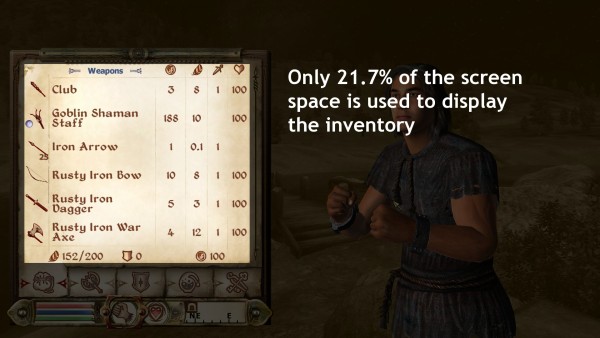 Weapons
Only 21.7% of the screen
space is used to display
the inventory
Club 3 8 1 100
Goblin Shaman
Staff 188 10 100
25
Iron Arrow 1 0.1 1
Rusty Iron Bow 10 8 1 100
Rusty Iron
Dagger 5 3 1 100
Rusty Iron War
Axe 4 12 1 100
152/200 0 100
NE E